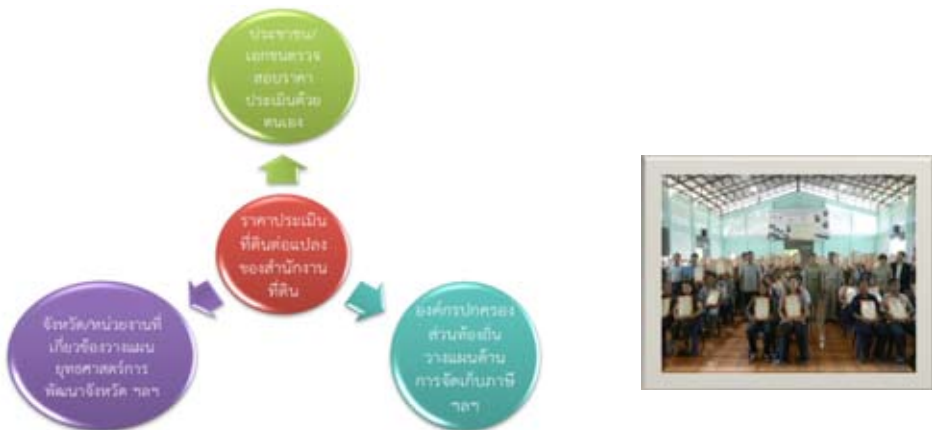 ประชาชน/
เอกชนตรวจ
สอบราคา
ประเมินด้วย
ตนเอง
ราคาประเมิน
ที่ดินต่อแปลง
ของสำนักงาน
ที่ดิน
จังหวัด/หน่วยงานที่
เกี่ยวข้องวางแผน
ยุทธศาสตร์การ
พัฒนาจังหวัด ฯลฯ
องค์กรปกครอง
ส่วนท้องถิ่น
วางแผนด้าน
การจัดเก็บภาษี
ฯลฯ